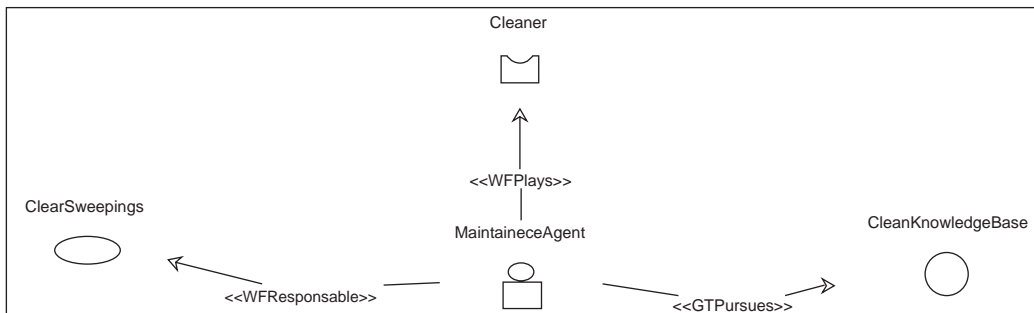 Cleaner
<<WFPlays>>
ClearSweepings
MaintaineceAgent
CleanKnowledgeBase
<<WFResponsable>>
<<GTPursues>>